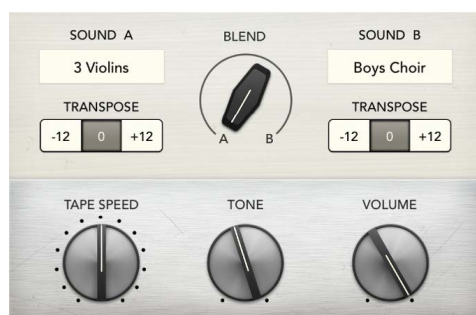 SOUND A
BLEND
SOUND B
3 Violins
Boys Choir
TRANSPOSE
TRANSPOSE
-12 0 +12
-12 0 +12
A B
TAPE SPEED
TONE
VOLUME